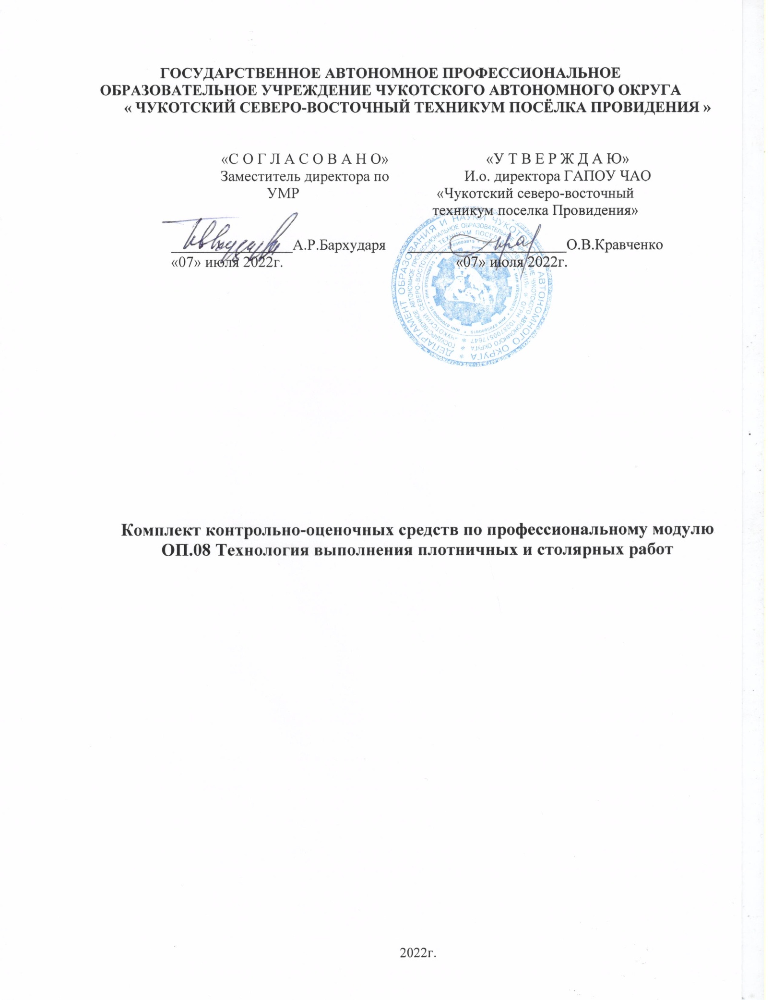 ГОСУДАРСТВЕННОЕ АВТОНОМНОЕ ПРОФЕССИОНАЛЬНОЕ
ОБРАЗОВАТЕЛЬНОЕ УЧРЕЖДЕНИЕ ЧУКОТСКОГО АВТОНОМНОГО ОКРУГА
« ЧУКОТСКИЙ СЕВЕРО-ВОСТОЧНЫЙ ТЕХНИКУМ ПОСЁЛКА ПРОВИДЕНИЯ »
«С О Г Л А С О В А Н О»
Заместитель директора по
УМР
А.Р.Бархударя
«07» июля 2022г.
«У Т В Е Р Ж Д А Ю»
И.о. директора ГАПОУ ЧАО
«Чукотский северо-восточный
техникум поселка Провидения»
О.В.Кравченко
«07» июля 2022г.
ДЕПАРТАМЕНТ ОБРАЗОВАНИЯ И НАУКИ ЧУКОТСКОГО АВТОНОМНОГО ОКРУГА
ГОСУДАРСТВЕННОЕ АВТОНОМНОЕ ПРОФЕССИОНАЛЬНОЕ ОБРАЗОВАТЕЛЬНОЕ УЧРЕЖДЕНИЕ ЧУКОТСКОГО АВТОНОМНОГО ОКРУГА
«ЧУКОТСКИЙ СЕВЕРО-ВОСТОЧНЫЙ ТЕХНИКУМ ПОСЕЛКА ПРОВИДЕНИЯ» * ОГРН 1028700517647 *
ИНН 8705000815
Комплект контрольно-оценочных средств по профессиональному модулю
ОП.08 Технология выполнения плотничных и столярных работ
2022г.